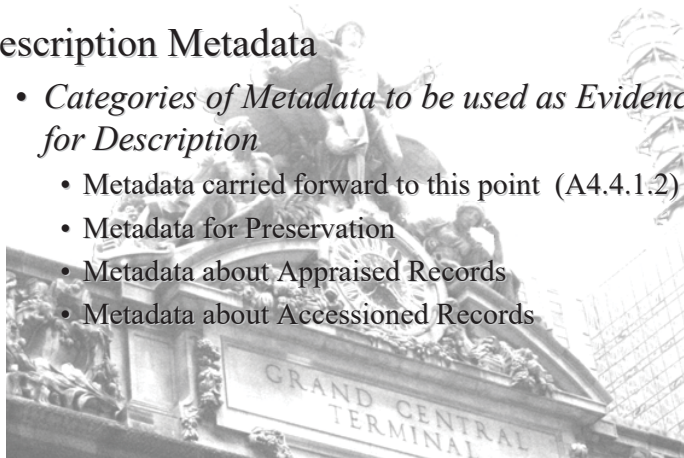 escription Metadata
• Categories of Metadata to be used as Evidenc
for Description
• Metadata carried forward to this point (A4.4.1.2)
• Metadata for Preservation
• Metadata about Appraised Records
• Metadata about Accessioned Records
GRAND CENTRAL
TERMINAL